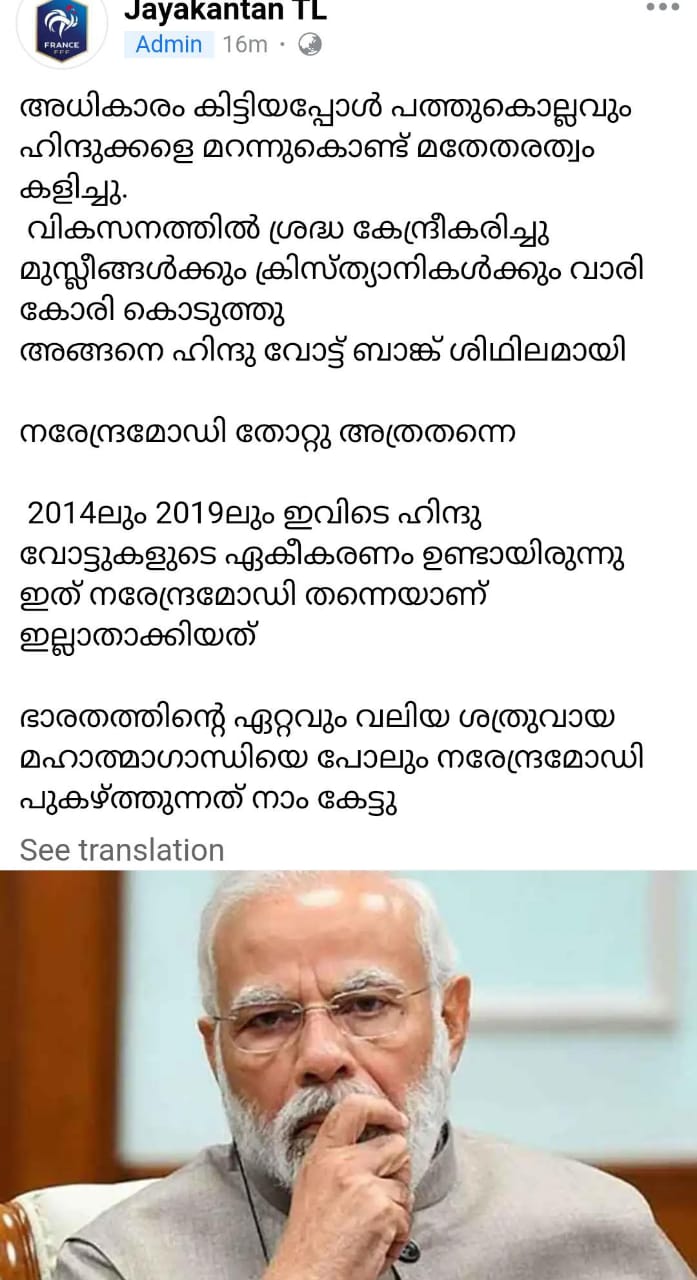 Jayakantan TL
FRANCE
FFF
Admin 16m ·
അധികാരം കിട്ടിയപ്പോൾ പത്തുകൊല്ലവും
ഹിന്ദുക്കളെ മറന്നുകൊണ്ട് മതേതരത്വം
കളിച്ചു.
വികസനത്തിൽ ശ്രദ്ധ കേന്ദ്രീകരിച്ചു
മുസ്ലീങ്ങൾക്കും ക്രിസ്ത്യാനികൾക്കും വാരി
കോരി കൊടുത്തു
അങ്ങനെ ഹിന്ദു വോട്ട് ബാങ്ക് ശിഥിലമായി
നരേന്ദ്രമോഡി തോറ്റു അത്രതന്നെ
2014ലും 2019ലും ഇവിടെ ഹിന്ദു
വോട്ടുകളുടെ ഏകീകരണം ഉണ്ടായിരുന്നു
ഇത് നരേന്ദ്രമോഡി തന്നെയാണ്
ഇല്ലാതാക്കിയത്
ഭാരതത്തിന്റെ ഏറ്റവും വലിയ ശത്രുവായ
മഹാത്മാഗാന്ധിയെ പോലും നരേന്ദ്രമോഡി
പുകഴ്ത്തുന്നത് നാം കേട്ടു
See translation